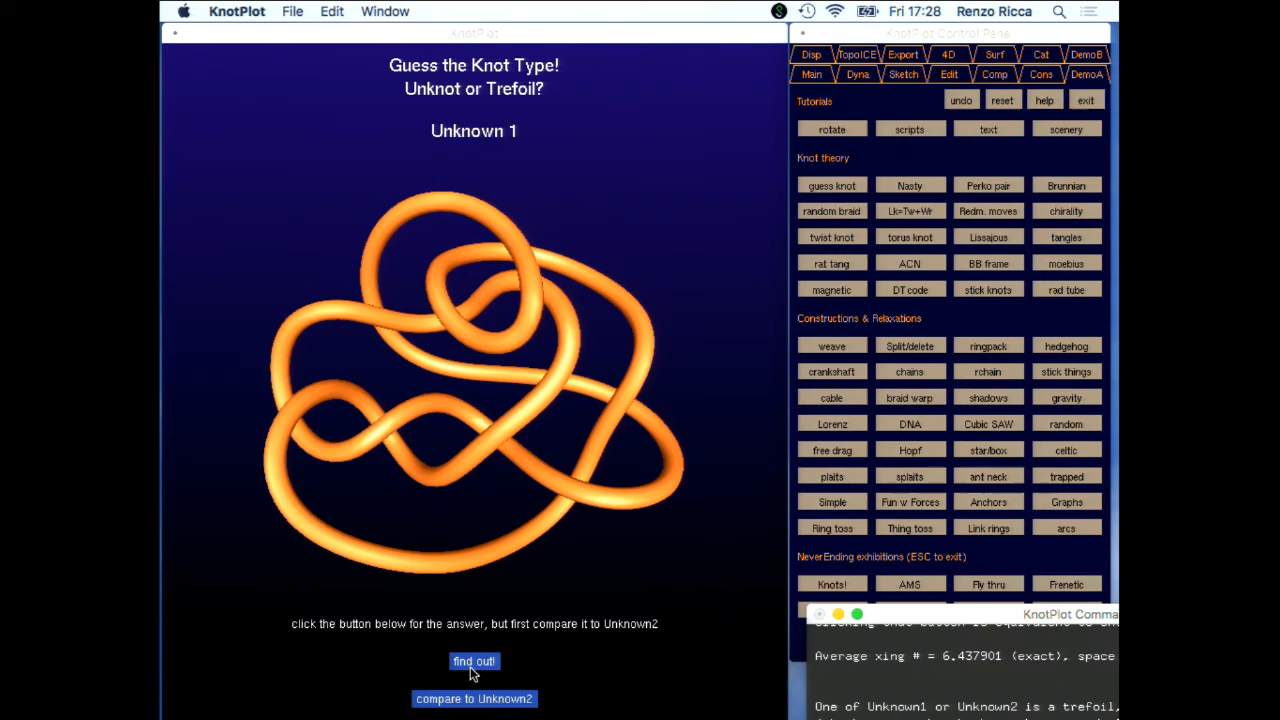 KnotPlot File Edit Window Fri 17:28 Renzo Ricca
KnotPlot
Guess the Knot Type!
Unknot or Trefoil?
Unknown 1
click the button below for the answer, but first compare it to Unknown2
find out!
compare to Unknown2
KnotPlot Control Panel
Disp TopoICE Export 4D Surf Cat DemoB
Main Dyna Sketch Edit Comp Cons DemoA
Tutorials undo reset help exit
rotate scripts text scenery
Knot theory
guess knot Nasty Perko pair Brunnian
random braid Lk=Tw+Wr Redm. moves chirality
twist knot torus knot Lissajous tangles
rat tang ACN BB frame moebius
magnetic DT code stick knots rad tube
Constructions & Relaxations
weave Split/delete ringpack hedgehog
crankshaft chains rchain stick things
cable braid warp shadows gravity
Lorenz DNA Cubic SAW random
free drag Hopf star/box celtic
plaits splaits ant neck trapped
Simple Fun w Forces Anchors Graphs
Ring toss Thing toss Link rings arcs
NeverEnding exhibitions (ESC to exit)
Knots! AMS Fly thru Frenetic
KnotPlot Comma
Average xing # = 6.437901 (exact), space
One of Unknown1 or Unknown2 is a trefoil,